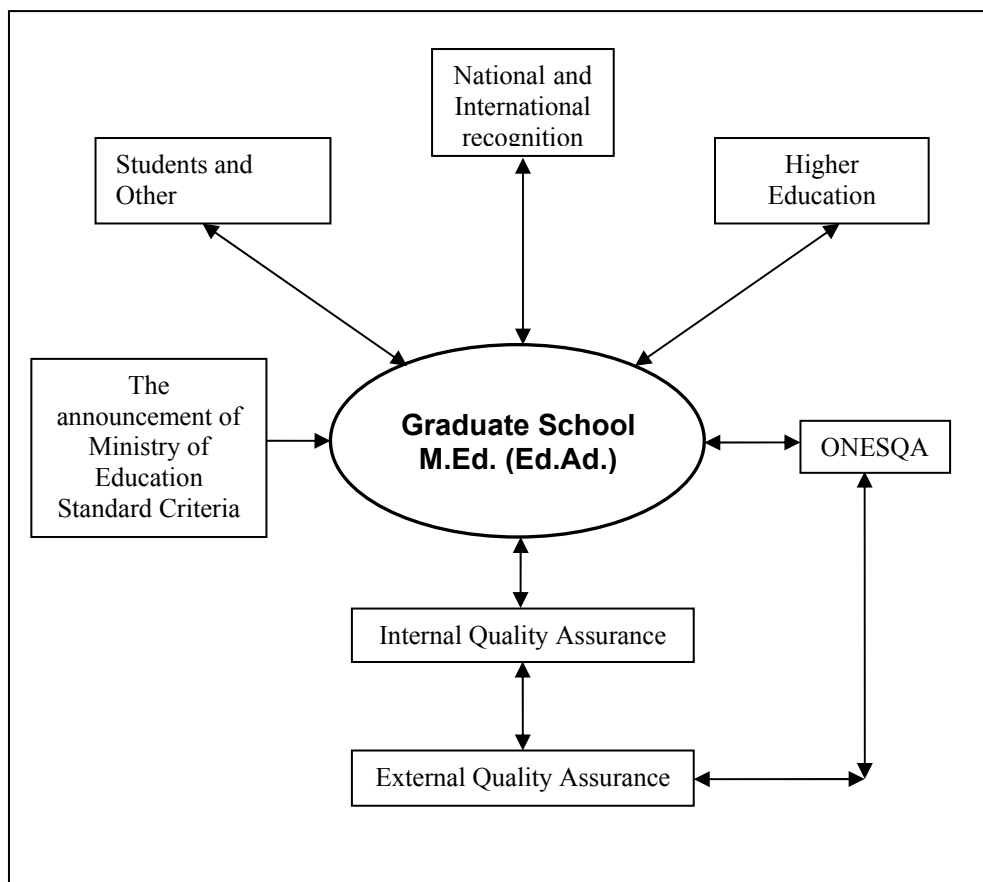 National and
International
recognition
Students and
Other
Higher
Education
The
announcement of
Ministry of
Education
Standard Criteria
Graduate School
M.Ed. (Ed.Ad.)
ONESQA
Internal Quality Assurance
External Quality Assurance